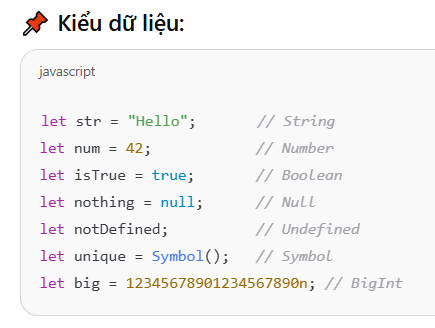 📌 Kiểu dữ liệu:
javascript
let str = "Hello";       // String
let num = 42;            // Number
let isTrue = true;       // Boolean
let nothing = null;      // Null
let notDefined;          // Undefined
let unique = Symbol();   // Symbol
let big = 12345678901234567890n; // BigInt